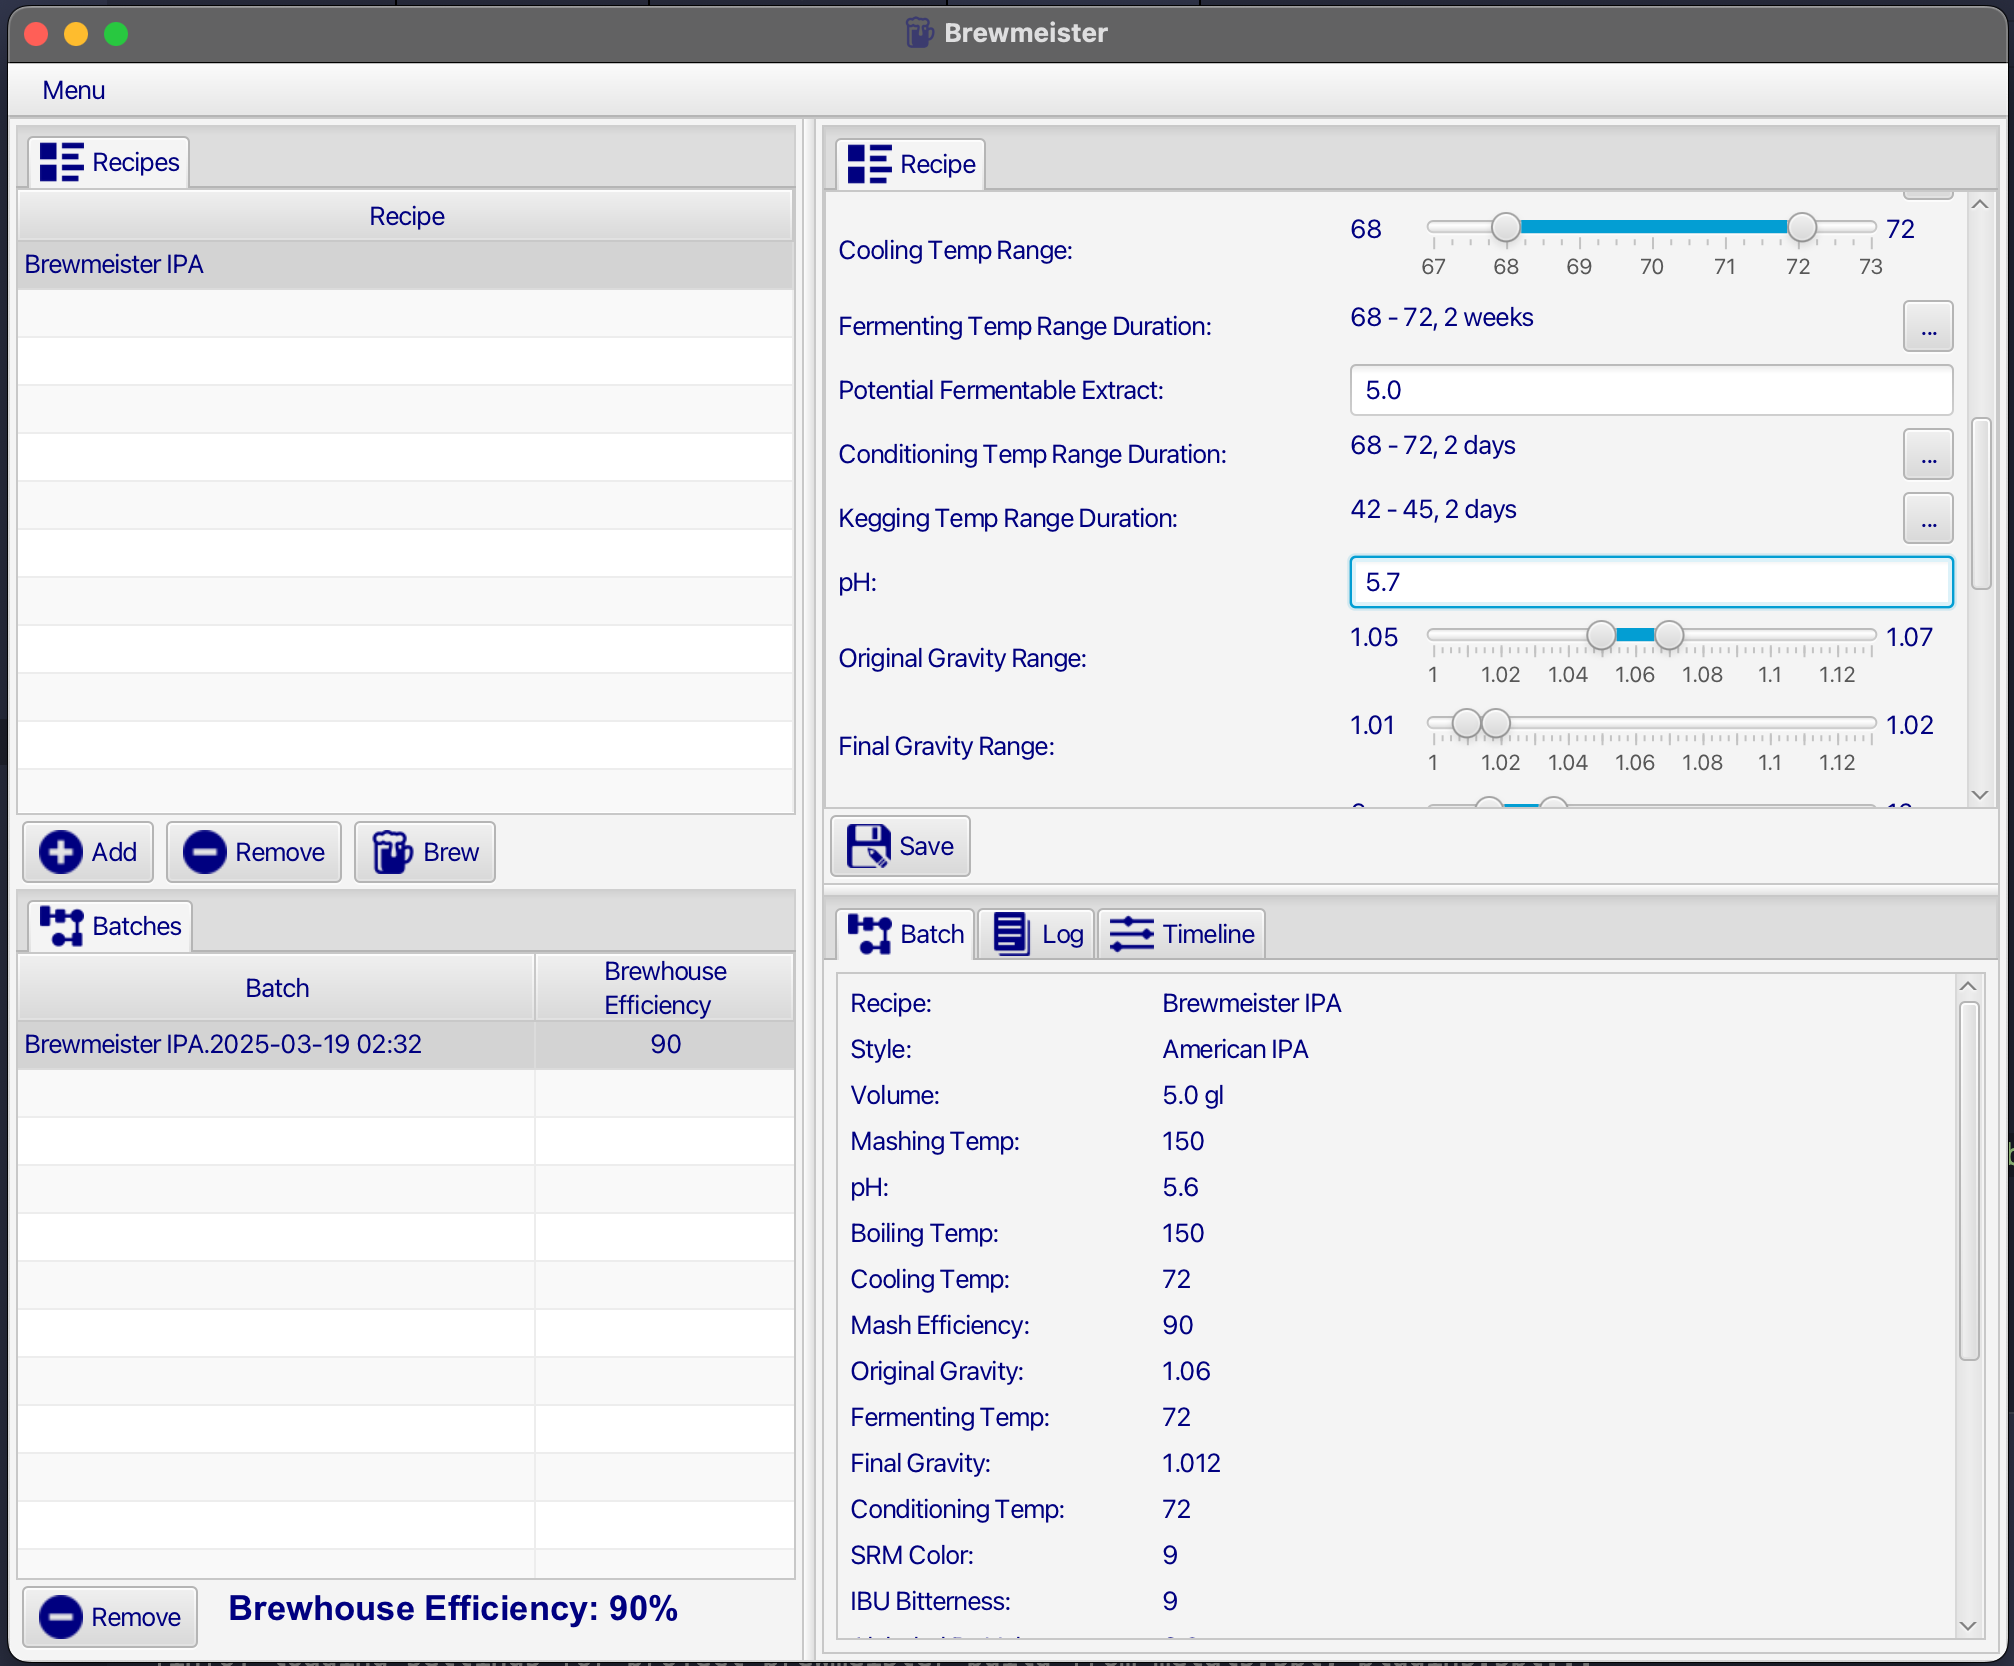 Brewmeister
Menu
Recipes
Recipe
Brewmeister IPA
Add
Remove
Brew
Batches
Batch
Brewhouse
Efficiency
Brewmeister IPA.2025-03-19 02:32
90
Remove
Brewhouse Efficiency: 90%
Recipe
Cooling Temp Range:
68
72
67 68 69 70 71 72 73
Fermenting Temp Range Duration:
68 - 72, 2 weeks
...
Potential Fermentable Extract:
5.0
Conditioning Temp Range Duration:
68 - 72, 2 days
...
Kegging Temp Range Duration:
42 - 45, 2 days
...
pH:
5.7
Original Gravity Range:
1.05
1.07
1 1.02 1.04 1.06 1.08 1.1 1.12
Final Gravity Range:
1.01
1.02
1 1.02 1.04 1.06 1.08 1.1 1.12
Save
Batch
Log
Timeline
Recipe: Brewmeister IPA
Style: American IPA
Volume: 5.0 gl
Mashing Temp: 150
pH: 5.6
Boiling Temp: 150
Cooling Temp: 72
Mash Efficiency: 90
Original Gravity: 1.06
Fermenting Temp: 72
Final Gravity: 1.012
Conditioning Temp: 72
SRM Color: 9
IBU Bitterness: 9